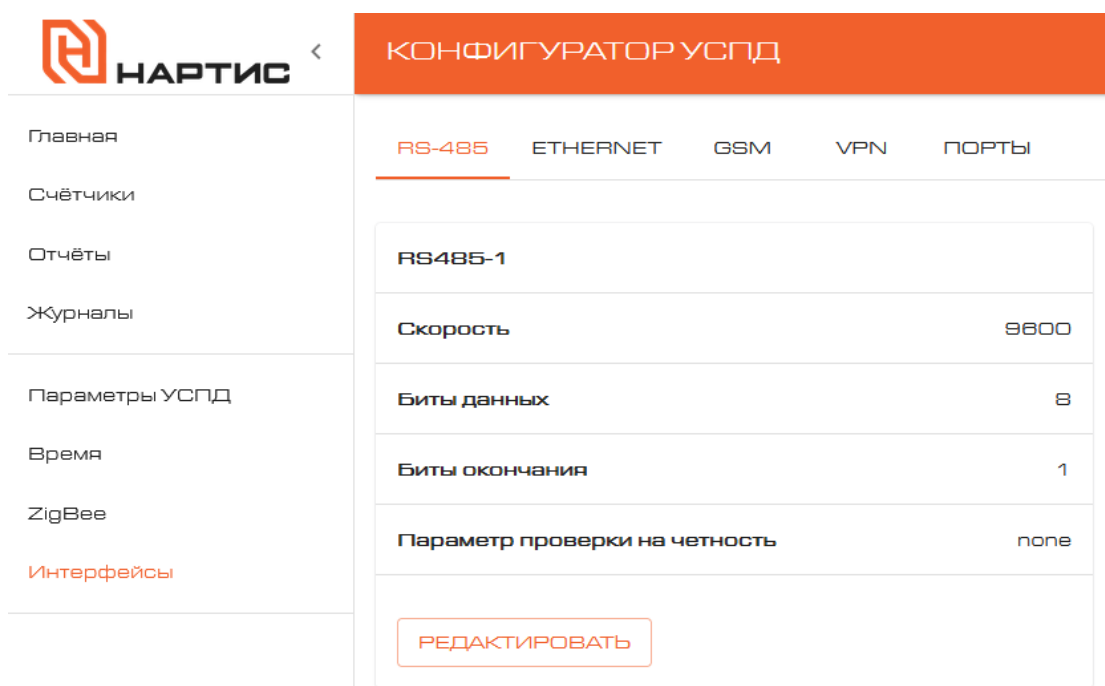 НАРТИС
КОНФИГУРАТОР УСПД
Главная
Счётчики
Отчёты
Журналы
Параметры УСПД
Время
ZigBee
Интерфейсы
RS-485 ETHERNET GSM VPN ПОРТЫ
RS485-1
Скорость 9600
Биты данных 8
Биты окончания 1
Параметр проверки на четность none
РЕДАКТИРОВАТЬ